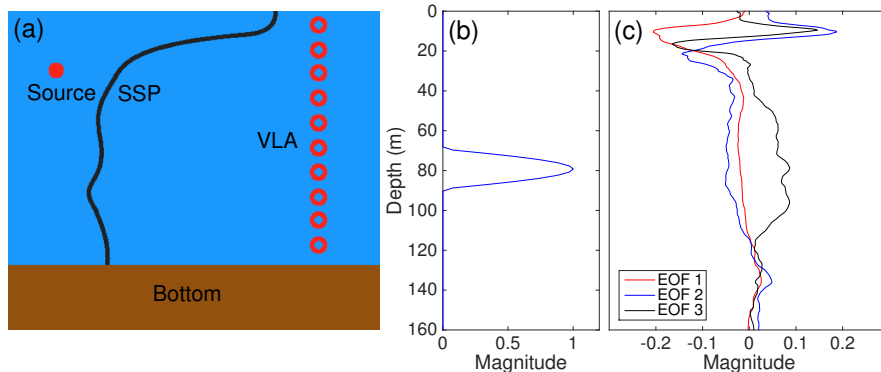 (a)
Source
SSP
VLA
Bottom
(b)
Depth (m)
0
20
40
60
80
100
120
140
160
0 0.5 1
Magnitude
(c)
EOF 1
EOF 2
EOF 3
-0.2 -0.1 0 0.1 0.2
Magnitude